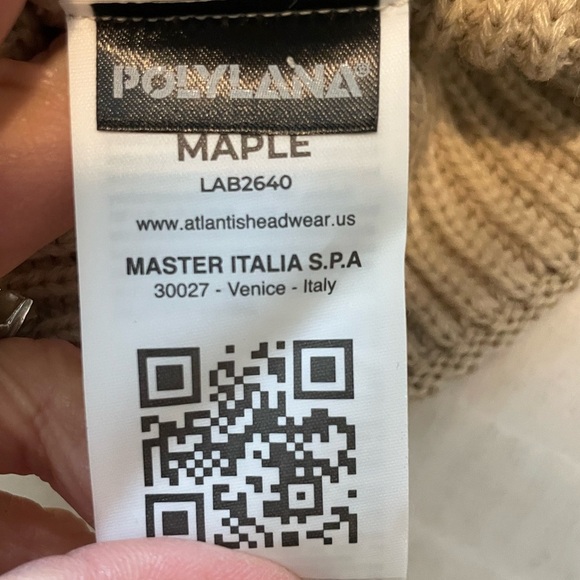 POLYLANA®
MAPLE
LAB2640
www.atlantisheadwear.us
MASTER ITALIA S.P.A
30027 - Venice - Italy